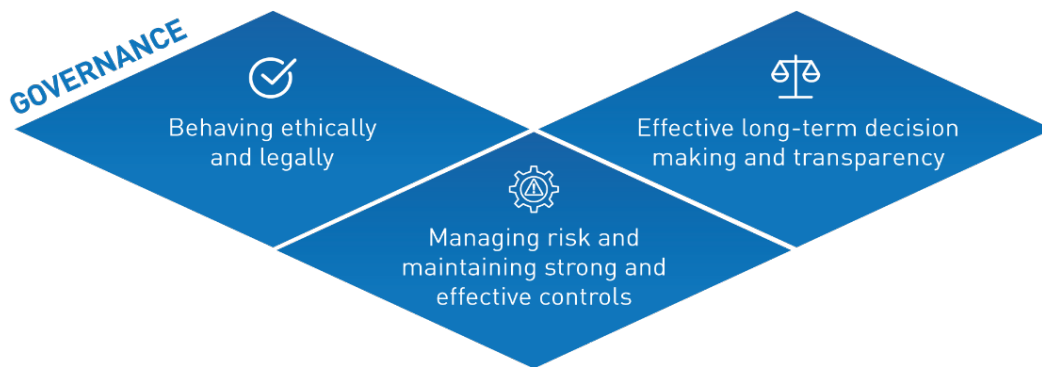 GOVERNANCE
Behaving ethically
and legally
Effective long-term decision
making and transparency
Managing risk and
maintaining strong and
effective controls